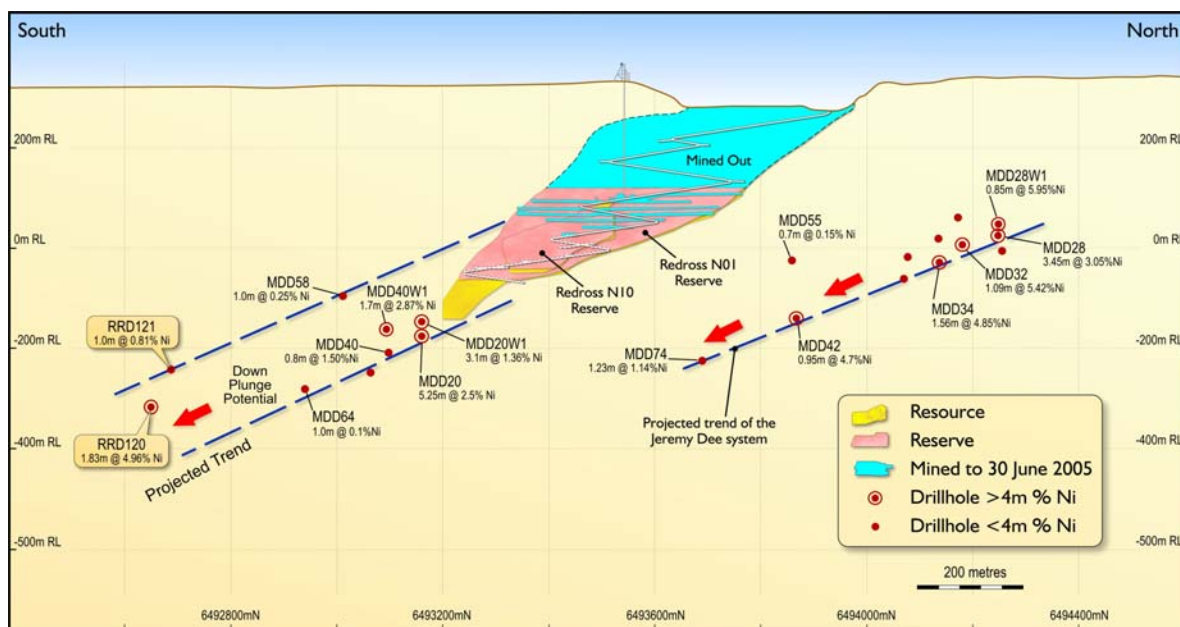 South
North
200m RL
200m RL
Mined Out
MDD28W1
0.85m @ 5.95%Ni
0m RL
0m RL
MDD55
0.7m @ 0.15% Ni
MDD28
3.45m @ 3.05%Ni
MDD32
1.09m @ 5.42%Ni
MDD34
1.56m @ 4.85%Ni
Redross N01
Reserve
Redross N10
Reserve
MDD58
1.0m @ 0.25% Ni
MDD40W1
1.7m @ 2.87% Ni
RRD121
1.0m @ 0.81% Ni
MDD40
0.8m @ 1.50%Ni
MDD20W1
3.1m @ 1.36% Ni
MDD20
5.25m @ 2.5% Ni
MDD42
0.95m @ 4.7%Ni
MDD74
1.23m @ 1.14%Ni
-200m RL
-200m RL
Down
Plunge
Potential
MDD64
1.0m @ 0.1%Ni
Projected trend of the
Jeremy Dee system
RRD120
1.83m @ 4.96% Ni
Projected Trend
-400m RL
-400m RL
Resource
Reserve
Mined to 30 June 2005
Drillhole >4m % Ni
Drillhole <4m % Ni
-500m RL
-500m RL
200 metres
6492800mN
6493200mN
6493600mN
6494000mN
6494400mN